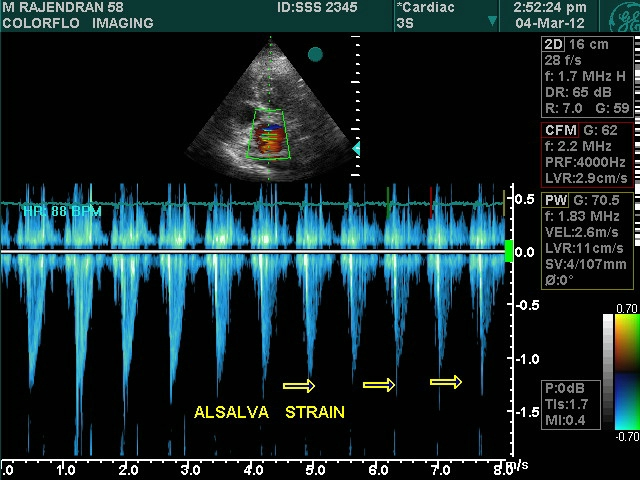 M RAJENDRAN 58 ID:SSS 2345 *Cardiac 2:52:24 pm
COLORFLO IMAGING 3S 04-Mar-12
2D 16 cm
28 f/s
f: 1.7 MHz H
DR: 65 dB
R: 7.0 G: 59
CFM G: 62
f: 2.2 MHz
PRF:4000Hz
LVR:2.9cm/s
PW G: 70.5
f: 1.83 MHz
VEL:2.6m/s
LVR:11cm/s
SV:4/107mm
Ø:0°
HR: 88 BPM
0.5
0.0
-0.5
-1.0
-1.5
m/s
ALSALVA STRAIN
.0 1.0 2.0 3.0 4.0 5.0 6.0 7.0 8.0
0.70
-0.70
P:0dB
TIs:1.7
MI:0.4